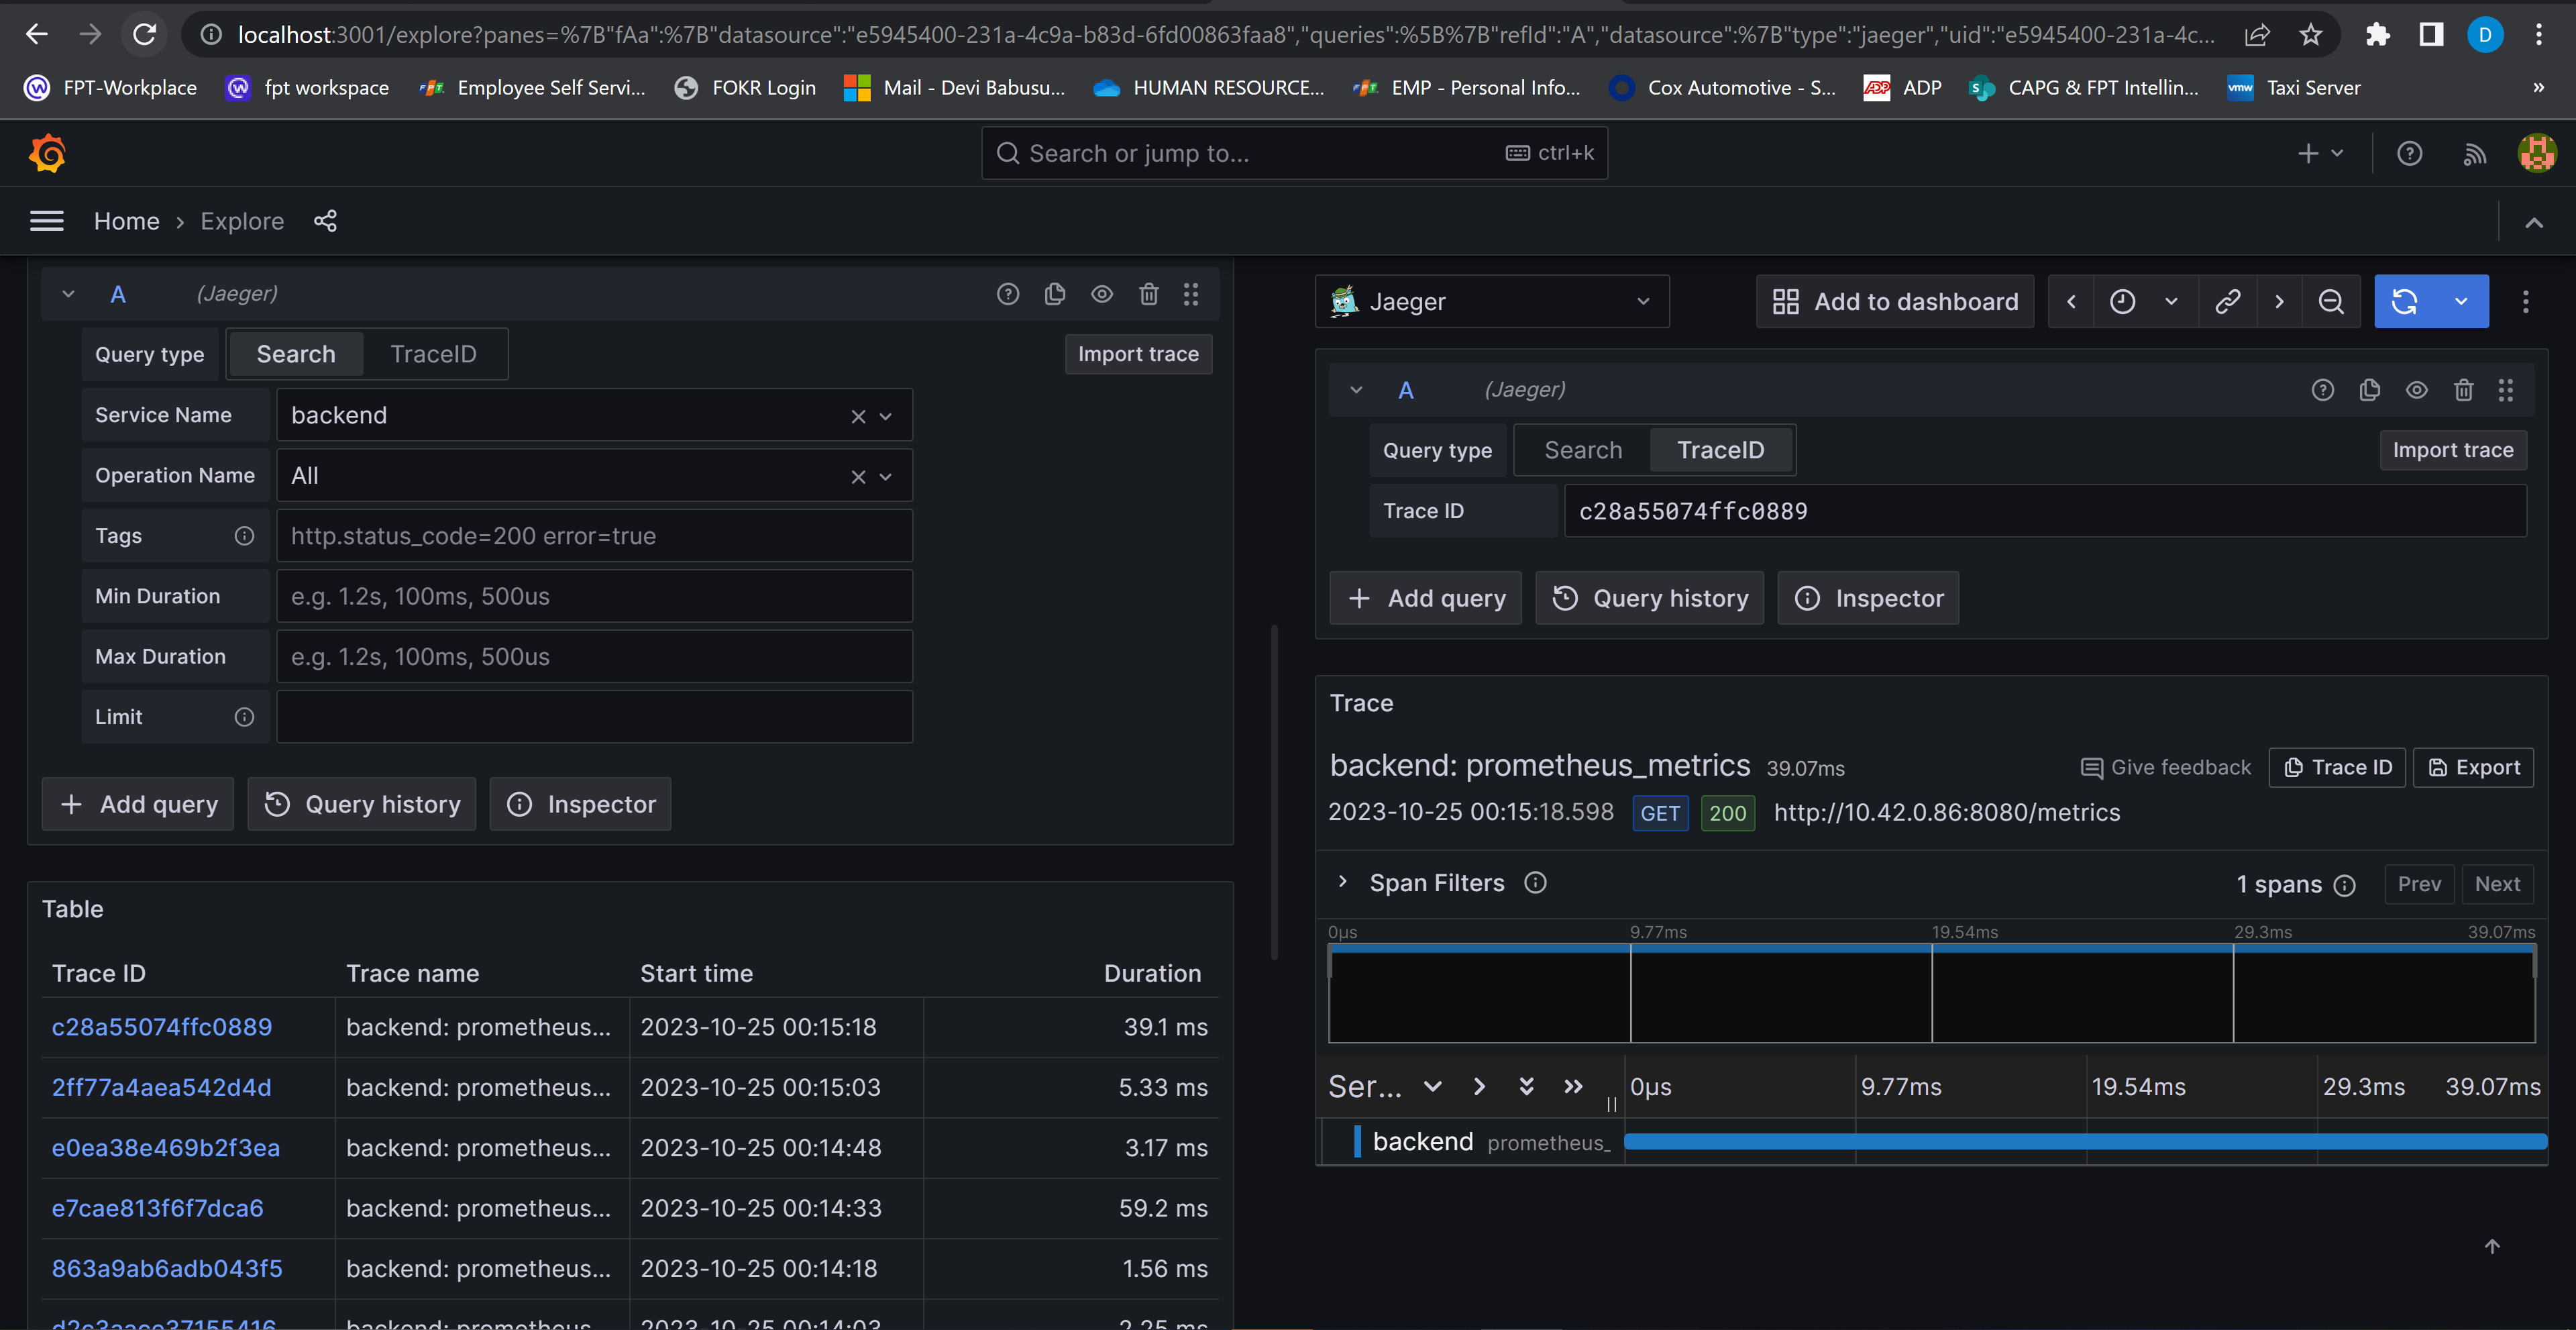 localhost:3001/explore?panes=%7B"fAa":%7B"datasource":"e5945400-231a-4c9a-b83d-6fd00863faa8","queries":%5B%7B"refId":"A","datasource":%7B"type":"jaeger","uid":"e5945400-231a-4c... D
FPT-Workplace fpt workspace Employee Self Servi... FOKR Login Mail - Devi Babusu... HUMAN RESOURCE... EMP - Personal Info... Cox Automotive - S... ADP CAPG & FPT Intellin... Taxi Server »
Search or jump to... ctrl+k
Home › Explore
A (Jaeger)
Query type Search TraceID Import trace
Service Name backend
Operation Name All
Tags http.status_code=200 error=true
Min Duration e.g. 1.2s, 100ms, 500us
Max Duration e.g. 1.2s, 100ms, 500us
Limit
+ Add query Query history Inspector
Table
Trace ID Trace name Start time Duration
c28a55074ffc0889 backend: prometheus... 2023-10-25 00:15:18 39.1 ms
2ff77a4aea542d4d backend: prometheus... 2023-10-25 00:15:03 5.33 ms
e0ea38e469b2f3ea backend: prometheus... 2023-10-25 00:14:48 3.17 ms
e7cae813f6f7dca6 backend: prometheus... 2023-10-25 00:14:33 59.2 ms
863a9ab6adb043f5 backend: prometheus... 2023-10-25 00:14:18 1.56 ms
backend: prometheus... 2023-10-25 00:14:03 2.25 ms
Jaeger Add to dashboard
A (Jaeger)
Query type Search TraceID Import trace
Trace ID c28a55074ffc0889
+ Add query Query history Inspector
Trace
backend: prometheus_metrics 39.07ms Give feedback Trace ID Export
2023-10-25 00:15:18.598 GET 200 http://10.42.0.86:8080/metrics
Span Filters 1 spans Prev Next
0μs 9.77ms 19.54ms 29.3ms 39.07ms
Ser... 0μs 9.77ms 19.54ms 29.3ms 39.07ms
backend prometheus_